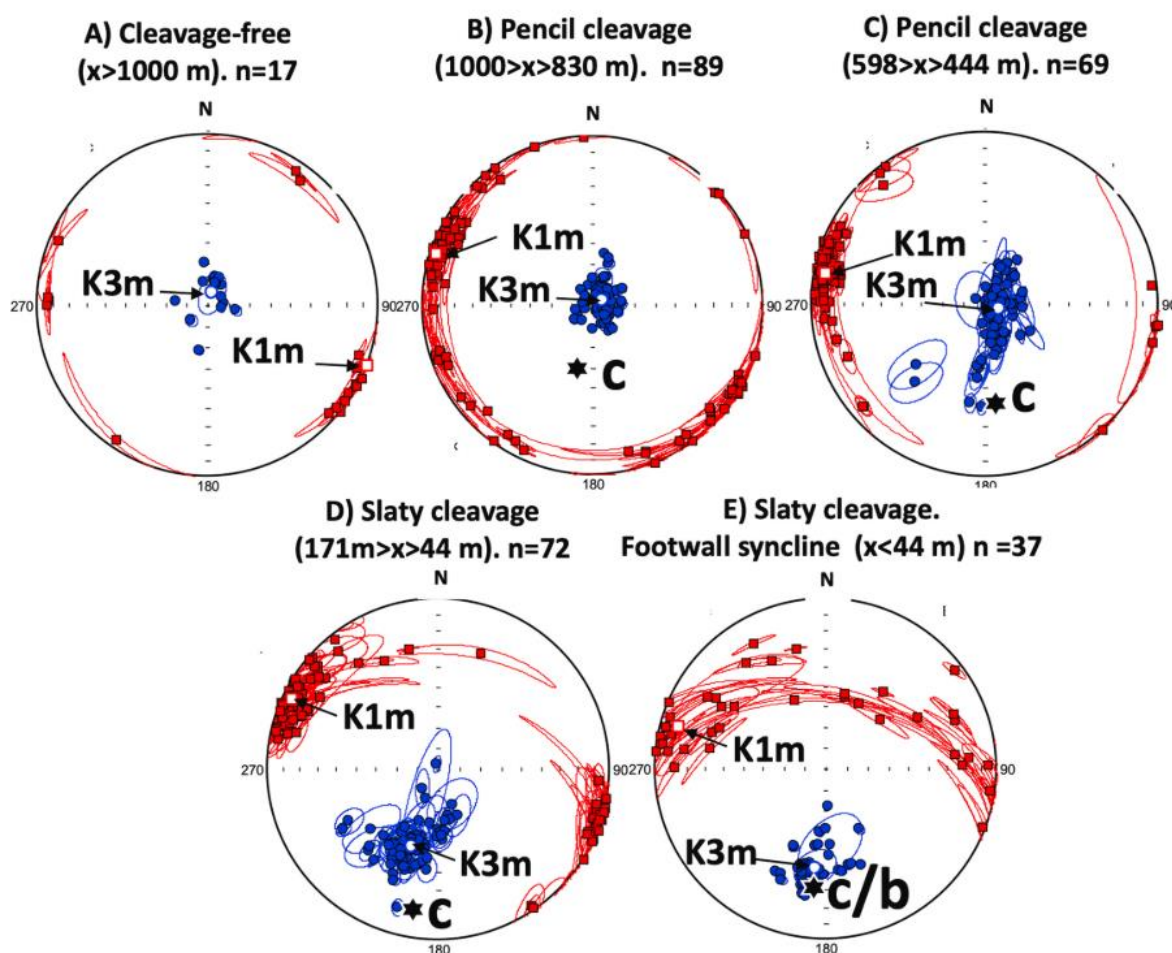 A) Cleavage-free
(x>1000 m). n=17
B) Pencil cleavage
(1000>x>830 m). n=89
C) Pencil cleavage
(598>x>444 m). n=69
N
K3m
K1m
270
90
180
N
K1m
K3m
c
270
90
180
N
K1m
K3m
c
270
90
180
D) Slaty cleavage
(171m>x>44 m). n=72
E) Slaty cleavage.
Footwall syncline (x<44 m) n =37
N
K1m
K3m
c
270
90
180
N
K1m
K3m
c/b
270
90
180